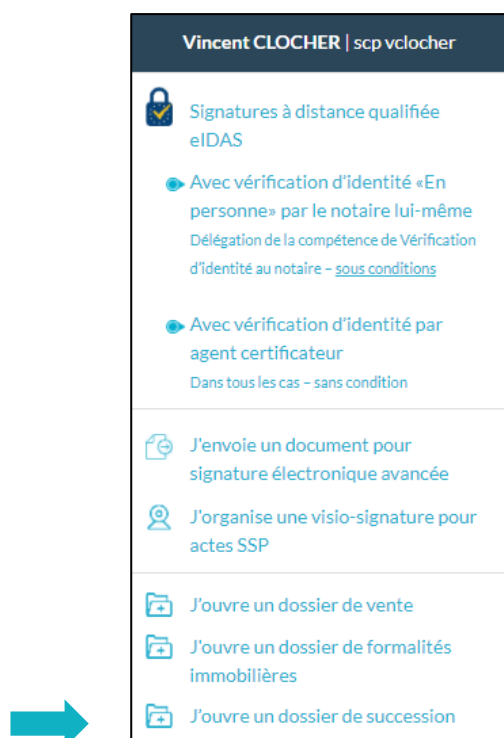 Vincent CLOCHER | scp vclocher
Signatures à distance qualifiée
eIDAS
Avec vérification d'identité «En
personne» par le notaire lui-même
Délégation de la compétence de Vérification
d'identité au notaire – sous conditions
Avec vérification d'identité par
agent certificateur
Dans tous les cas – sans condition
J'envoie un document pour
signature électronique avancée
J'organise une visio-signature pour
actes SSP
J'ouvre un dossier de vente
J'ouvre un dossier de formalités
immobilières
J'ouvre un dossier de succession